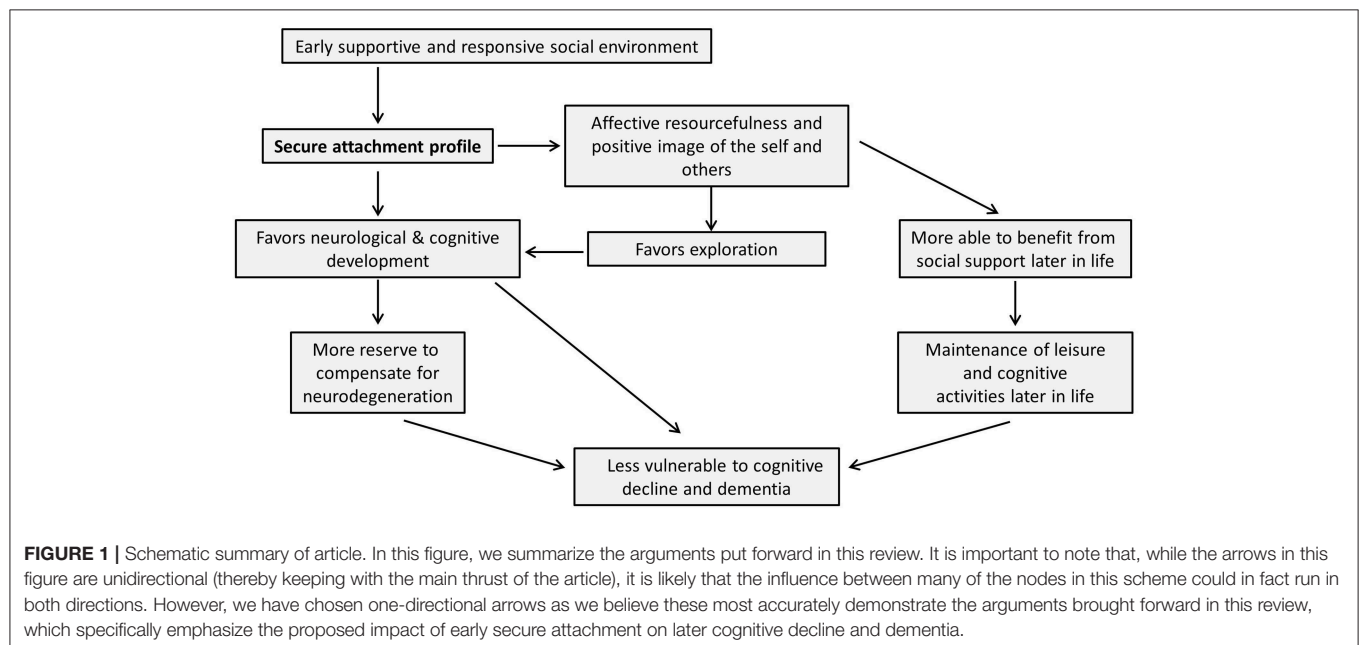 Early supportive and responsive social environment
Secure attachment profile
Affective resourcefulness and
positive image of the self and
others
Favors neurological & cognitive
development
Favors exploration
More able to benefit from
social support later in life
More reserve to
compensate for
neurodegeneration
Maintenance of leisure
and cognitive
activities later in life
Less vulnerable to cognitive
decline and dementia
FIGURE 1 | Schematic summary of article. In this figure, we summarize the arguments put forward in this review. It is important to note that, while the arrows in this
figure are unidirectional (thereby keeping with the main thrust of the article), it is likely that the influence between many of the nodes in this scheme could in fact run in
both directions. However, we have chosen one-directional arrows as we believe these most accurately demonstrate the arguments brought forward in this review,
which specifically emphasize the proposed impact of early secure attachment on later cognitive decline and dementia.